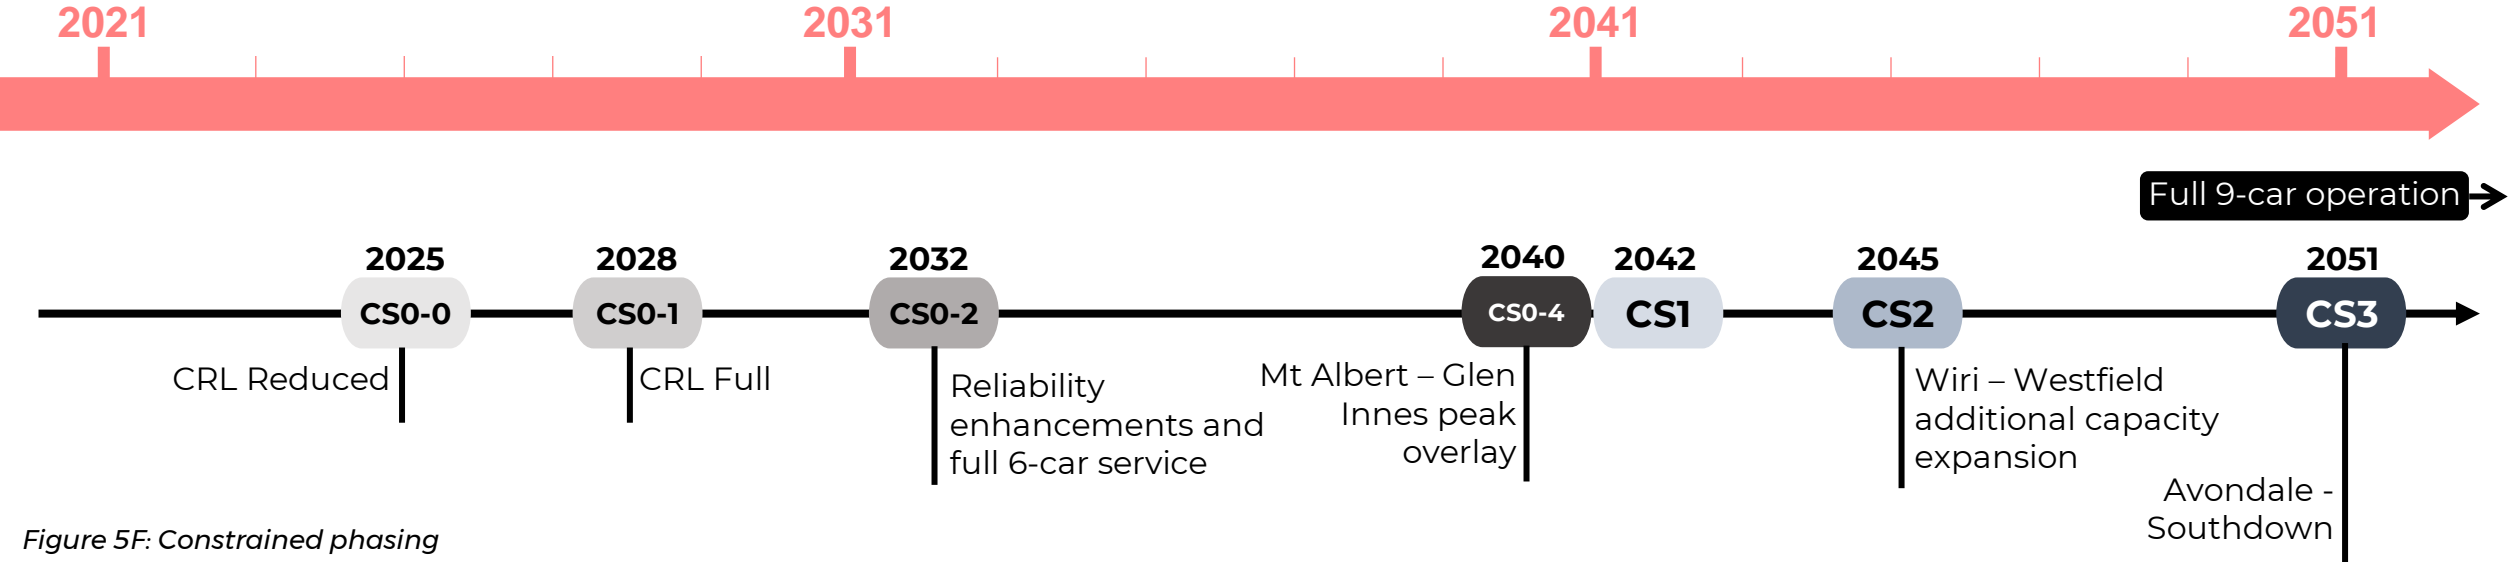 2021
2031
2041
2051
Full 9-car operation
2025
2028
2032
2040
2042
2045
2051
CS0-0
CS0-1
CS0-2
CS0-4
CS1
CS2
CS3
CRL Reduced
CRL Full
Reliability
enhancements and
full 6-car service
Mt Albert – Glen
Innes peak
overlay
Wiri – Westfield
additional capacity
expansion
Avondale -
Southdown
Figure 5F: Constrained phasing